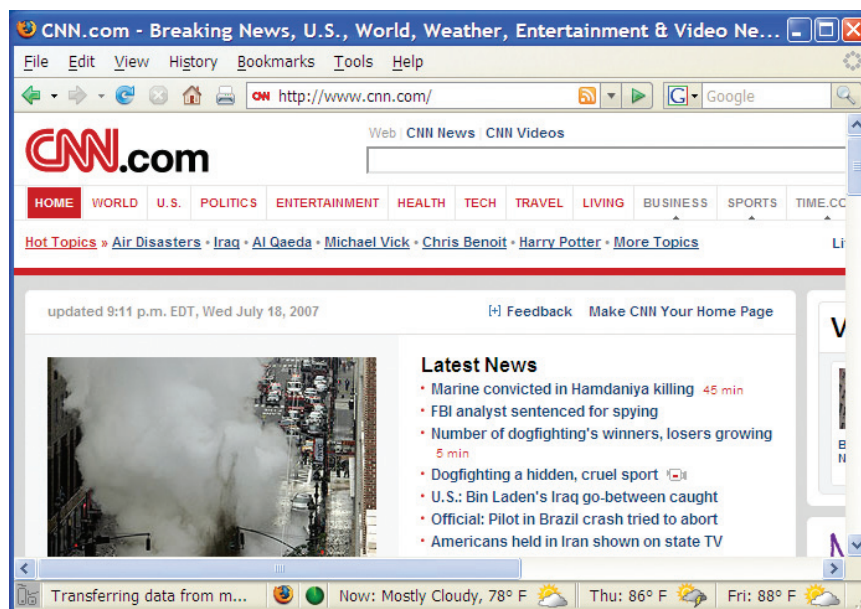 CNN.com - Breaking News, U.S., World, Weather, Entertainment & Video Ne...
File Edit View History Bookmarks Tools Help
CNN http://www.cnn.com/ G Google
CNN.com
Web | CNN News | CNN Videos
HOME WORLD U.S. POLITICS ENTERTAINMENT HEALTH TECH TRAVEL LIVING BUSINESS SPORTS TIME.CO
Hot Topics » Air Disasters • Iraq • Al Qaeda • Michael Vick • Chris Benoit • Harry Potter • More Topics Li
updated 9:11 p.m. EDT, Wed July 18, 2007 [+] Feedback Make CNN Your Home Page
V
Latest News
• Marine convicted in Hamdaniya killing 45 min
• FBI analyst sentenced for spying
• Number of dogfighting's winners, losers growing
5 min
• Dogfighting a hidden, cruel sport
• U.S.: Bin Laden's Iraq go-between caught
• Official: Pilot in Brazil crash tried to abort
• Americans held in Iran shown on state TV
B
N
Transferring data from m... Now: Mostly Cloudy, 78° F Thu: 86° F Fri: 88° F